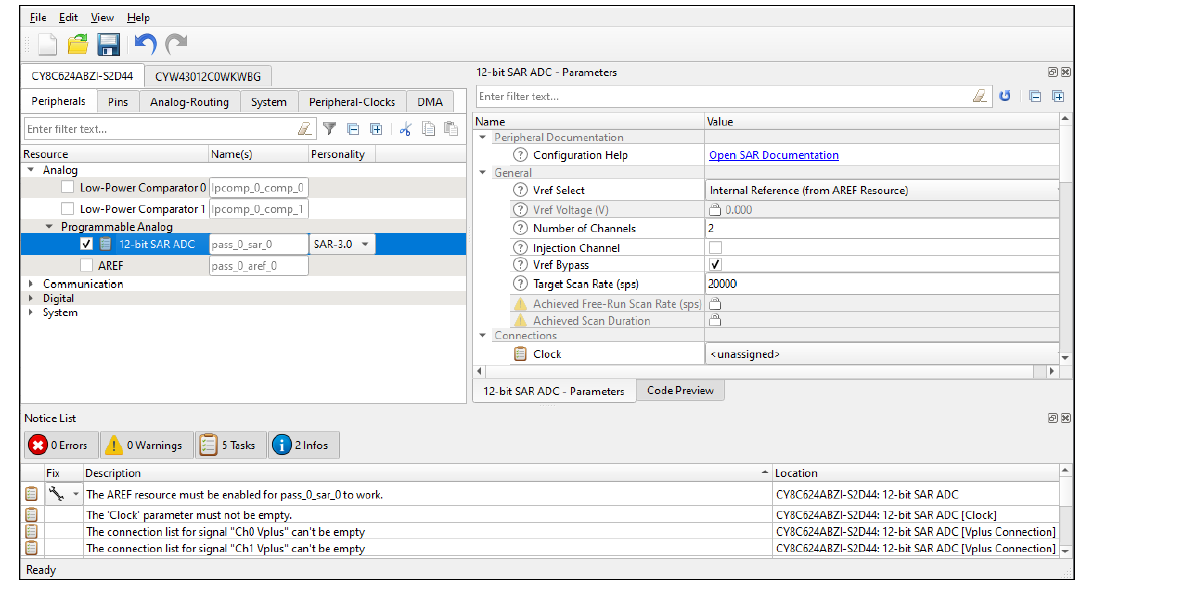 File Edit View Help
CY8C624ABZI-S2D44 CYW43012C0WKWBG
Peripherals Pins Analog-Routing System Peripheral-Clocks DMA
Enter filter text...
Resource Name(s) Personality
Analog
Low-Power Comparator 0 lpcomp_0_comp_0
Low-Power Comparator 1 lpcomp_0_comp_1
Programmable Analog
12-bit SAR ADC pass_0_sar_0 SAR-3.0
AREF pass_0_aref_0
Communication
Digital
System
12-bit SAR ADC - Parameters
Enter filter text...
Name Value
Peripheral Documentation
? Configuration Help Open SAR Documentation
General
? Vref Select Internal Reference (from AREF Resource)
? Vref Voltage (V) 0.000
? Number of Channels 2
? Injection Channel
? Vref Bypass
? Target Scan Rate (sps) 20000
Achieved Free-Run Scan Rate (sps)
Achieved Scan Duration
Connections
Clock <unassigned>
12-bit SAR ADC - Parameters Code Preview
Notice List
0 Errors 0 Warnings 5 Tasks 2 Infos
Fix Description Location
The AREF resource must be enabled for pass_0_sar_0 to work. CY8C624ABZI-S2D44: 12-bit SAR ADC
The 'Clock' parameter must not be empty. CY8C624ABZI-S2D44: 12-bit SAR ADC [Clock]
The connection list for signal "Ch0 Vplus" can't be empty CY8C624ABZI-S2D44: 12-bit SAR ADC [Vplus Connection]
The connection list for signal "Ch1 Vplus" can't be empty CY8C624ABZI-S2D44: 12-bit SAR ADC [Vplus Connection]
Ready